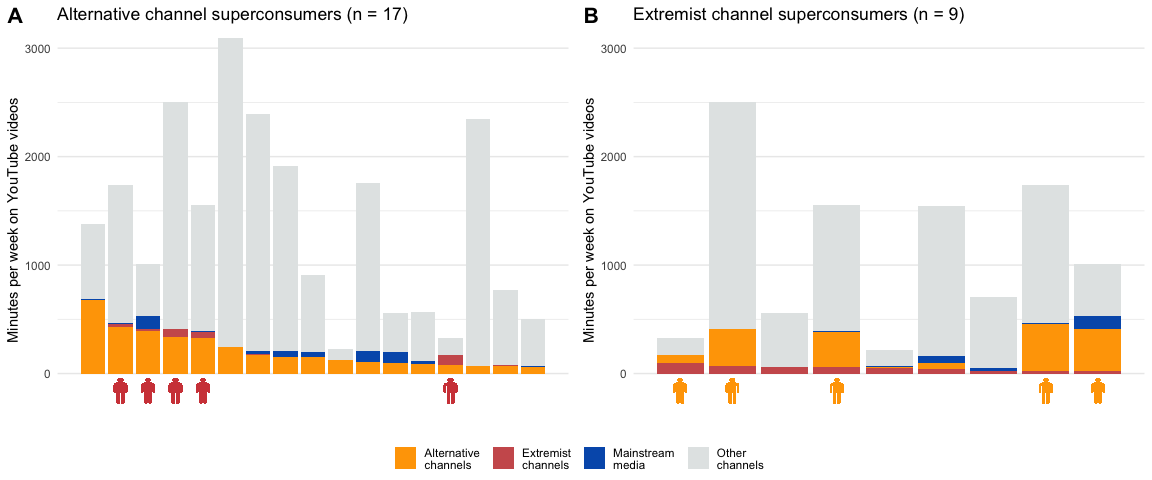 A Alternative channel superconsumers (n = 17)
Minutes per week on YouTube videos
3000
2000
1000
0
B Extremist channel superconsumers (n = 9)
Minutes per week on YouTube videos
3000
2000
1000
0
Alternative
channels
Extremist
channels
Mainstream
media
Other
channels